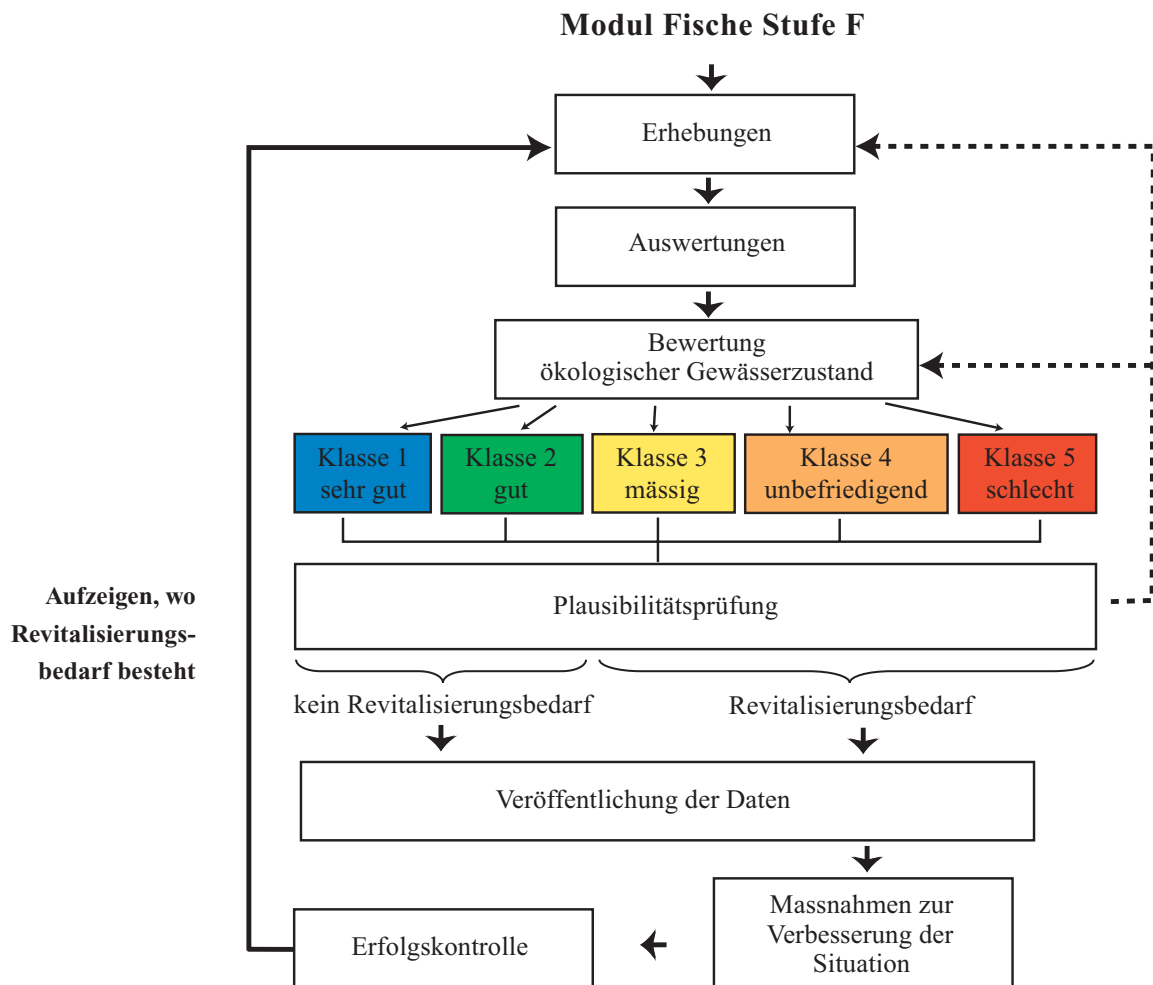 Modul Fische Stufe F
Erhebungen
Auswertungen
Bewertung
ökologischer Gewässerzustand
Klasse 1
sehr gut
Klasse 2
gut
Klasse 3
mässig
Klasse 4
unbefriedigend
Klasse 5
schlecht
Aufzeigen, wo
Revitalisierungs-
bedarf besteht
Plausibilitätsprüfung
kein Revitalisierungsbedarf
Revitalisierungsbedarf
Veröffentlichung der Daten
Massnahmen zur
Verbesserung der
Situation
Erfolgskontrolle